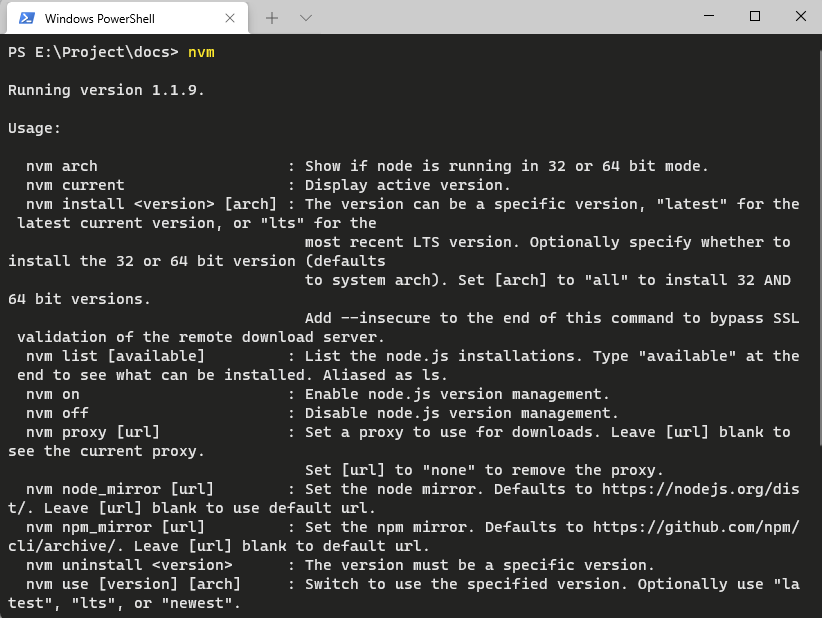 Windows PowerShell
PS E:\Project\docs> nvm
Running version 1.1.9.
Usage:
  nvm arch                     : Show if node is running in 32 or 64 bit mode.
  nvm current                  : Display active version.
  nvm install <version> [arch] : The version can be a specific version, "latest" for the
 latest current version, or "lts" for the
                                 most recent LTS version. Optionally specify whether to
install the 32 or 64 bit version (defaults
                                 to system arch). Set [arch] to "all" to install 32 AND
64 bit versions.
                                 Add --insecure to the end of this command to bypass SSL
 validation of the remote download server.
  nvm list [available]         : List the node.js installations. Type "available" at the
 end to see what can be installed. Aliased as ls.
  nvm on                       : Enable node.js version management.
  nvm off                      : Disable node.js version management.
  nvm proxy [url]              : Set a proxy to use for downloads. Leave [url] blank to
see the current proxy.
                                 Set [url] to "none" to remove the proxy.
  nvm node_mirror [url]        : Set the node mirror. Defaults to https://nodejs.org/dis
t/. Leave [url] blank to use default url.
  nvm npm_mirror [url]         : Set the npm mirror. Defaults to https://github.com/npm/
cli/archive/. Leave [url] blank to default url.
  nvm uninstall <version>      : The version must be a specific version.
  nvm use [version] [arch]     : Switch to use the specified version. Optionally use "la
test", "lts", or "newest".